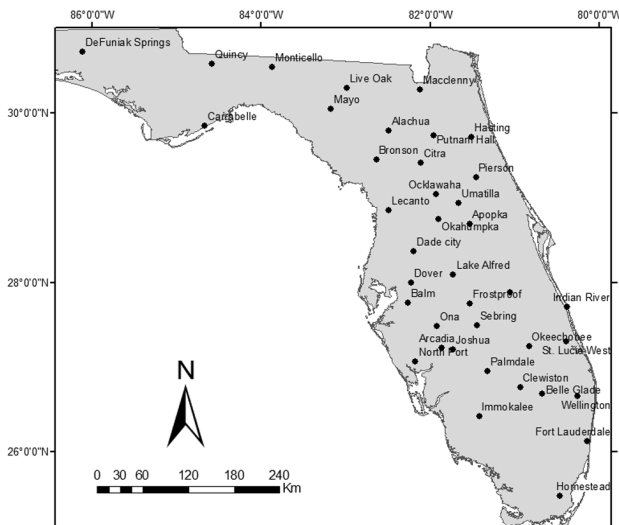 86°0'0"W 84°0'0"W 82°0'0"W 80°0'0"W
DeFuniak Springs
Quincy
Monticello
Live Oak
Macclenny
Mayo
30°0'0"N
Carrabelle
Alachua
Hasting
Putnam Hall
Bronson
Citra
Pierson
Ocklawaha
Umatilla
Lecanto
Apopka
Okahumpka
Dade city
Lake Alfred
28°0'0"N
Dover
Balm
Frostproof
Indian River
Ona
Sebring
Arcadia
Joshua
Okeechobee
North Port
St. Lucie-West
Palmdale
Clewiston
Belle Glade
Wellington
Immokalee
Fort Lauderdale
26°0'0"N
Homestead
N
0 30 60 120 180 240
Km